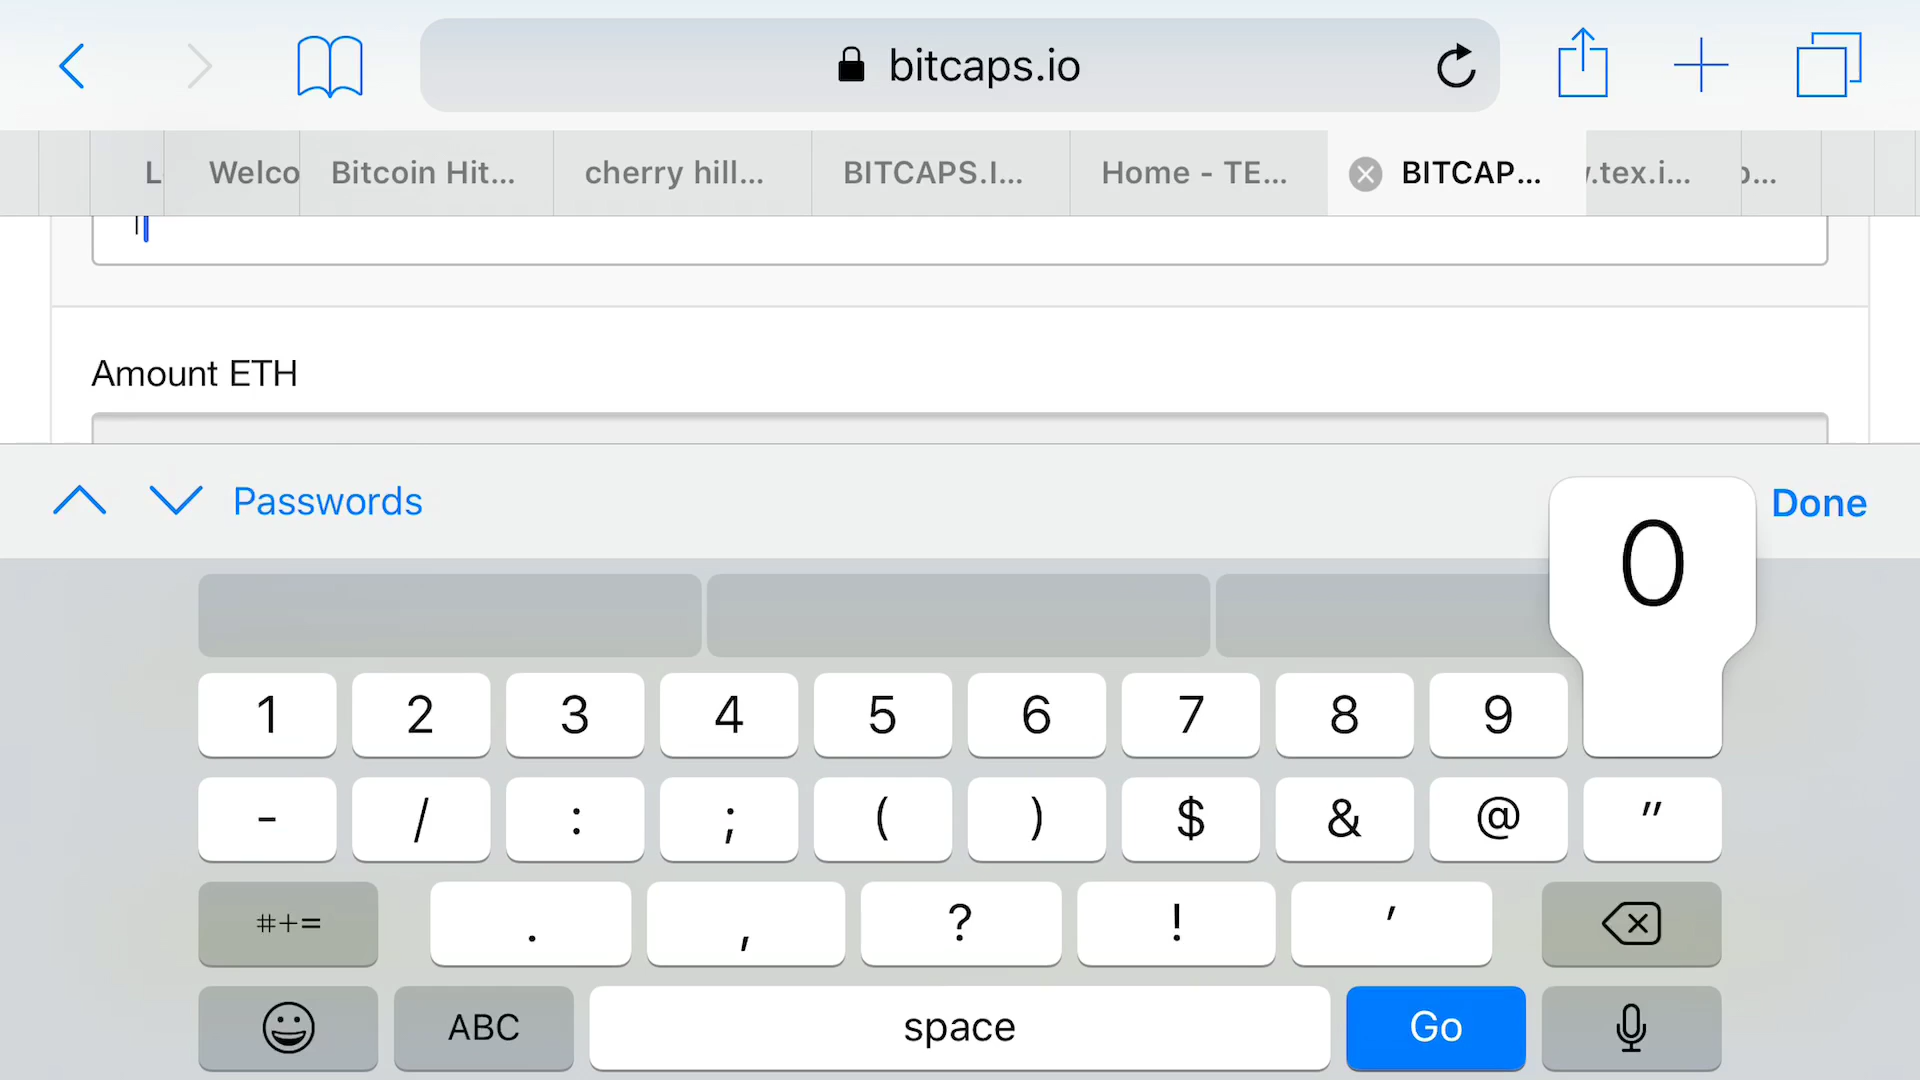 bitcaps.io
L
Welco
Bitcoin Hit...
cherry hill...
BITCAPS.I...
Home - TE...
BITCAP...
.tex.i...
Amount ETH
Passwords
Done
0
1 2 3 4 5 6 7 8 9
- / : ; ( ) $ & @ "
#+= . , ? ! '
ABC space Go